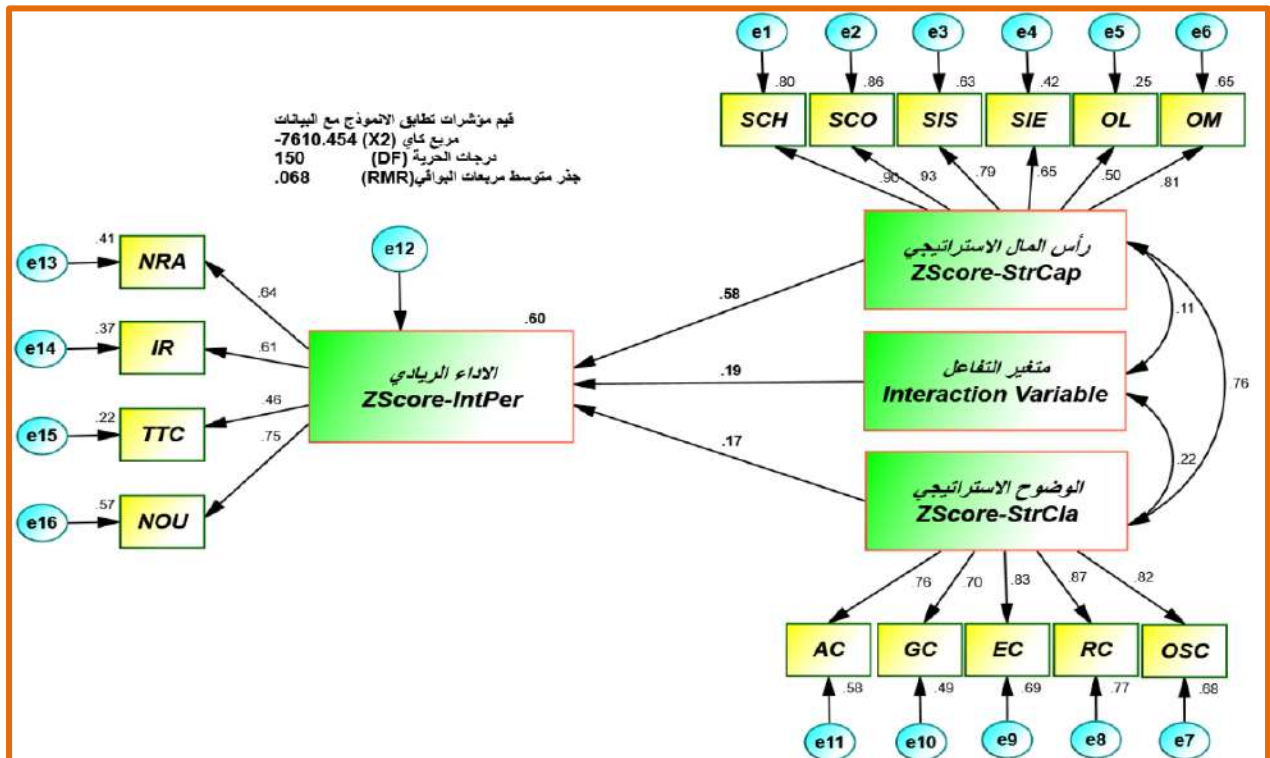 e1 e2 e3 e4 e5 e6
.80 .86 .63 .42 .25 .65
SCH SCO SIS SIE OL OM
.90 .93 .79 .65 .50 .81
قيم مؤشرات تطابق الانموذج مع البيانات
مربع كاي (X2) 7610.454-
درجات الحرية (DF) 150
جذر متوسط مربعات البواقي(RMR) .068
رأس المال الاستراتيجي
ZScore-StrCap
.11
.76
.58
متغير التفاعل
Interaction Variable
.19
.22
الوضوح الاستراتيجي
ZScore-StrCla
.17
e12
.60
الاداء الريادي
ZScore-IntPer
e13 .41 NRA .64
e14 .37 IR .61
e15 .22 TTC .46
e16 .57 NOU .75
.76 .70 .83 .87 .82
AC GC EC RC OSC
.58 .49 .69 .77 .68
e11 e10 e9 e8 e7